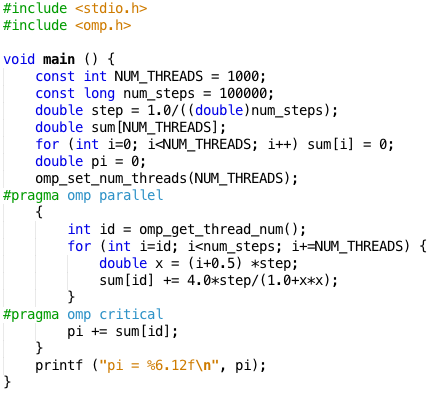 #include <stdio.h>
#include <omp.h>

void main () {
    const int NUM_THREADS = 1000;
    const long num_steps = 100000;
    double step = 1.0/((double)num_steps);
    double sum[NUM_THREADS];
    for (int i=0; i<NUM_THREADS; i++) sum[i] = 0;
    double pi = 0;
    omp_set_num_threads(NUM_THREADS);
#pragma omp parallel
    {
        int id = omp_get_thread_num();
        for (int i=id; i<num_steps; i+=NUM_THREADS) {
            double x = (i+0.5) *step;
            sum[id] += 4.0*step/(1.0+x*x);
        }
#pragma omp critical
        pi += sum[id];
    }
    printf ("pi = %6.12f\n", pi);
}